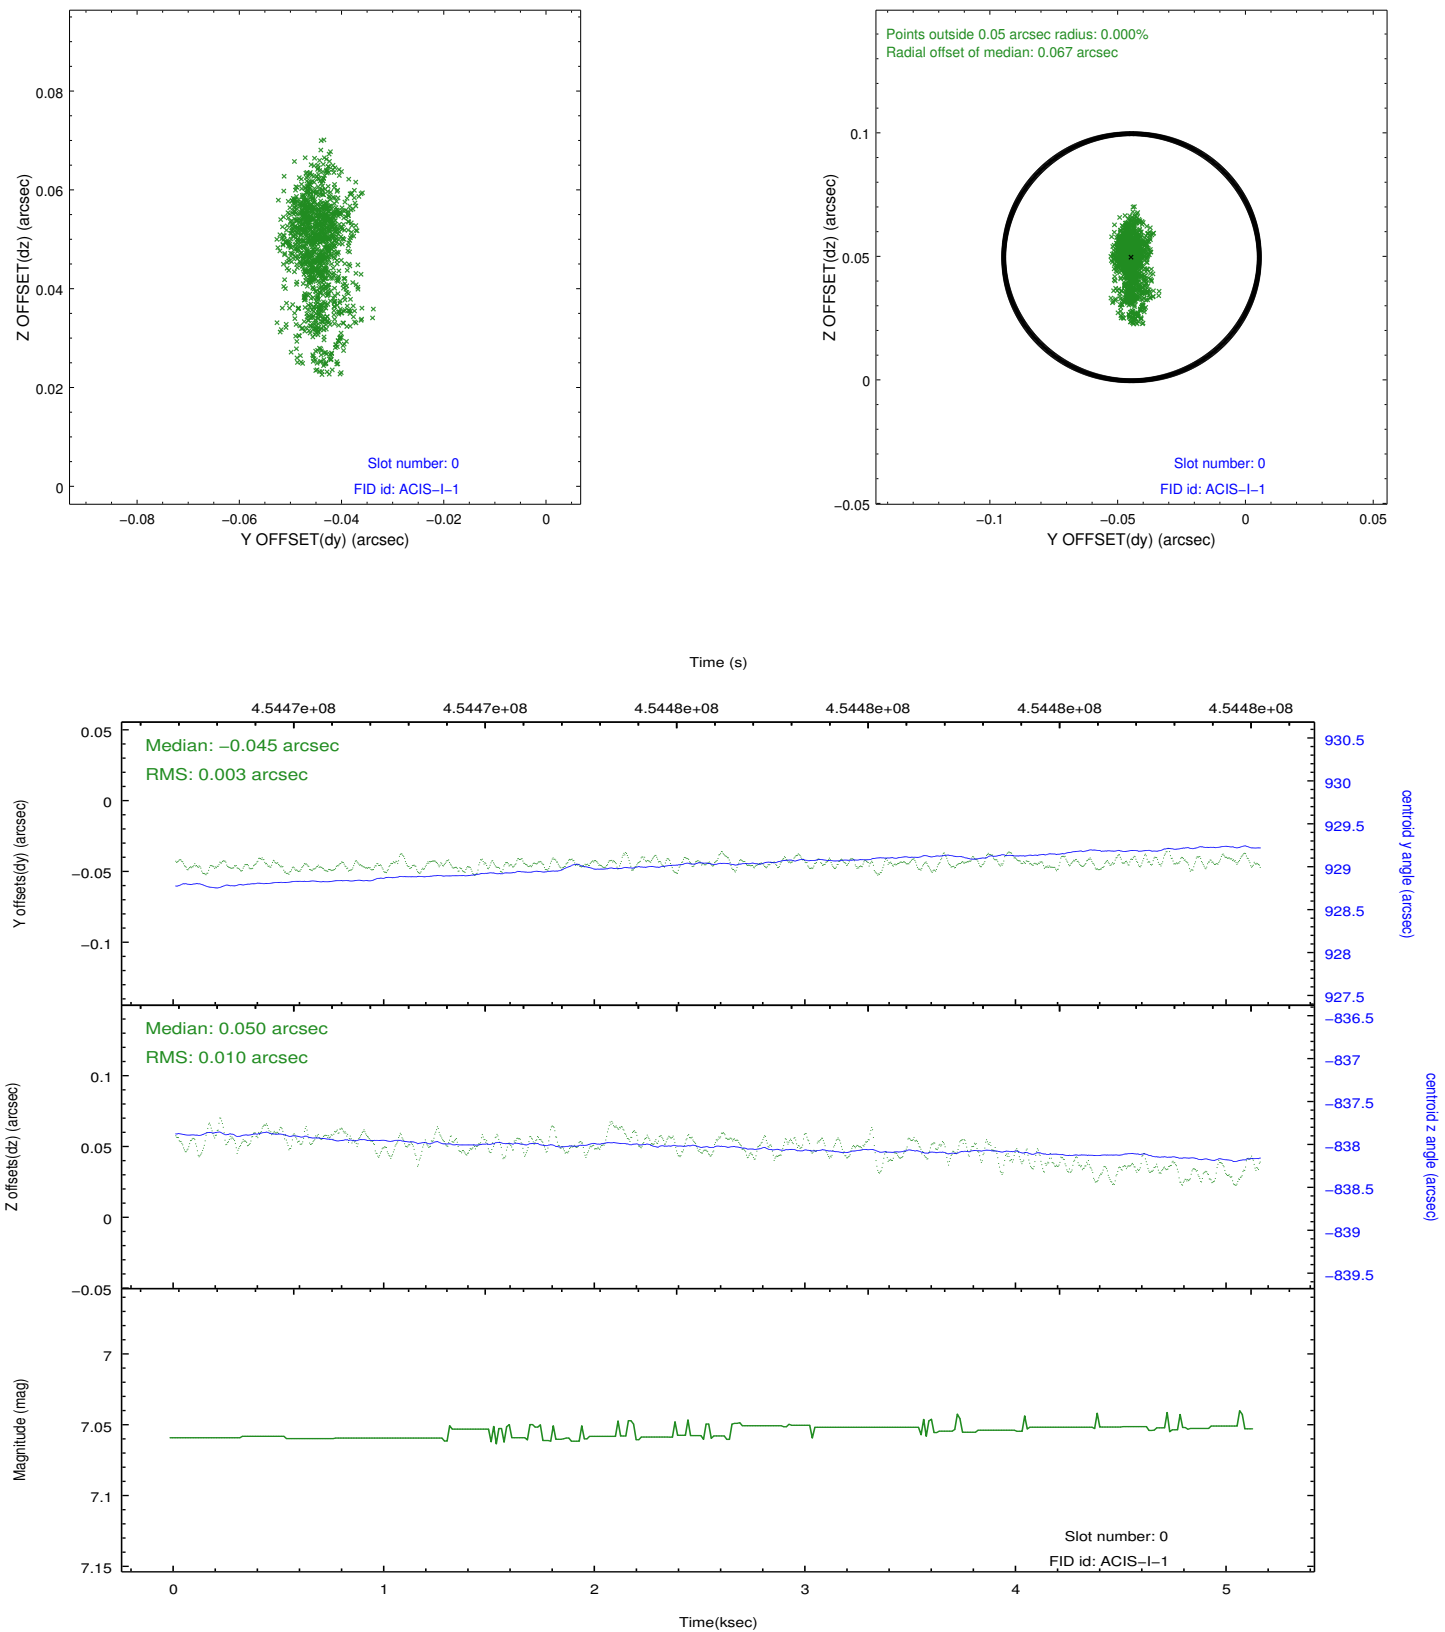 0.08
0.06
0.04
0.02
0
−0.08
−0.06
−0.04
−0.02
0
Z OFFSET(dz) (arcsec)
Y OFFSET(dy) (arcsec)
Slot number: 0
FID id: ACIS−I−1
Points outside 0.05 arcsec radius: 0.000%
Radial offset of median: 0.067 arcsec
0.1
0.05
0
−0.05
−0.1
−0.05
0
0.05
Z OFFSET(dz) (arcsec)
Y OFFSET(dy) (arcsec)
Slot number: 0
FID id: ACIS−I−1
Time (s)
4.5447e+08
4.5447e+08
4.5448e+08
4.5448e+08
4.5448e+08
4.5448e+08
Median: −0.045 arcsec
RMS: 0.003 arcsec
0.05
0
−0.05
−0.1
Y offsets(dy) (arcsec)
930.5
930
929.5
929
928.5
928
927.5
centroid y angle (arcsec)
Median: 0.050 arcsec
RMS: 0.010 arcsec
0.1
0.05
0
−0.05
Z offsets(dz) (arcsec)
−836.5
−837
−837.5
−838
−838.5
−839
−839.5
centroid z angle (arcsec)
7
7.05
7.1
7.15
Magnitude (mag)
Slot number: 0
FID id: ACIS−I−1
0
1
2
3
4
5
Time(ksec)